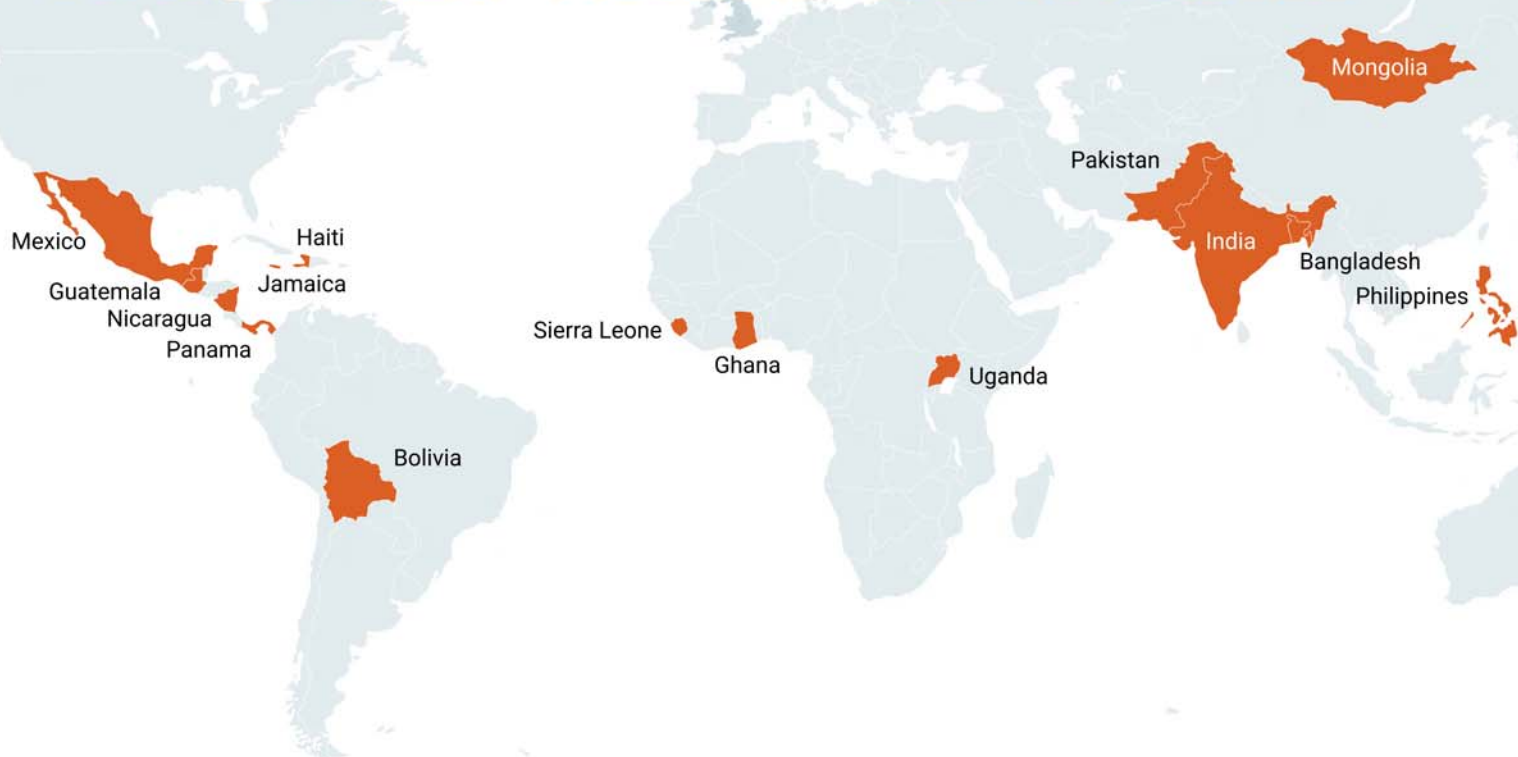 Mongolia
Pakistan
Mexico
Haiti
India
Bangladesh
Jamaica
Guatemala
Philippines
Nicaragua
Sierra Leone
Panama
Ghana
Uganda
Bolivia